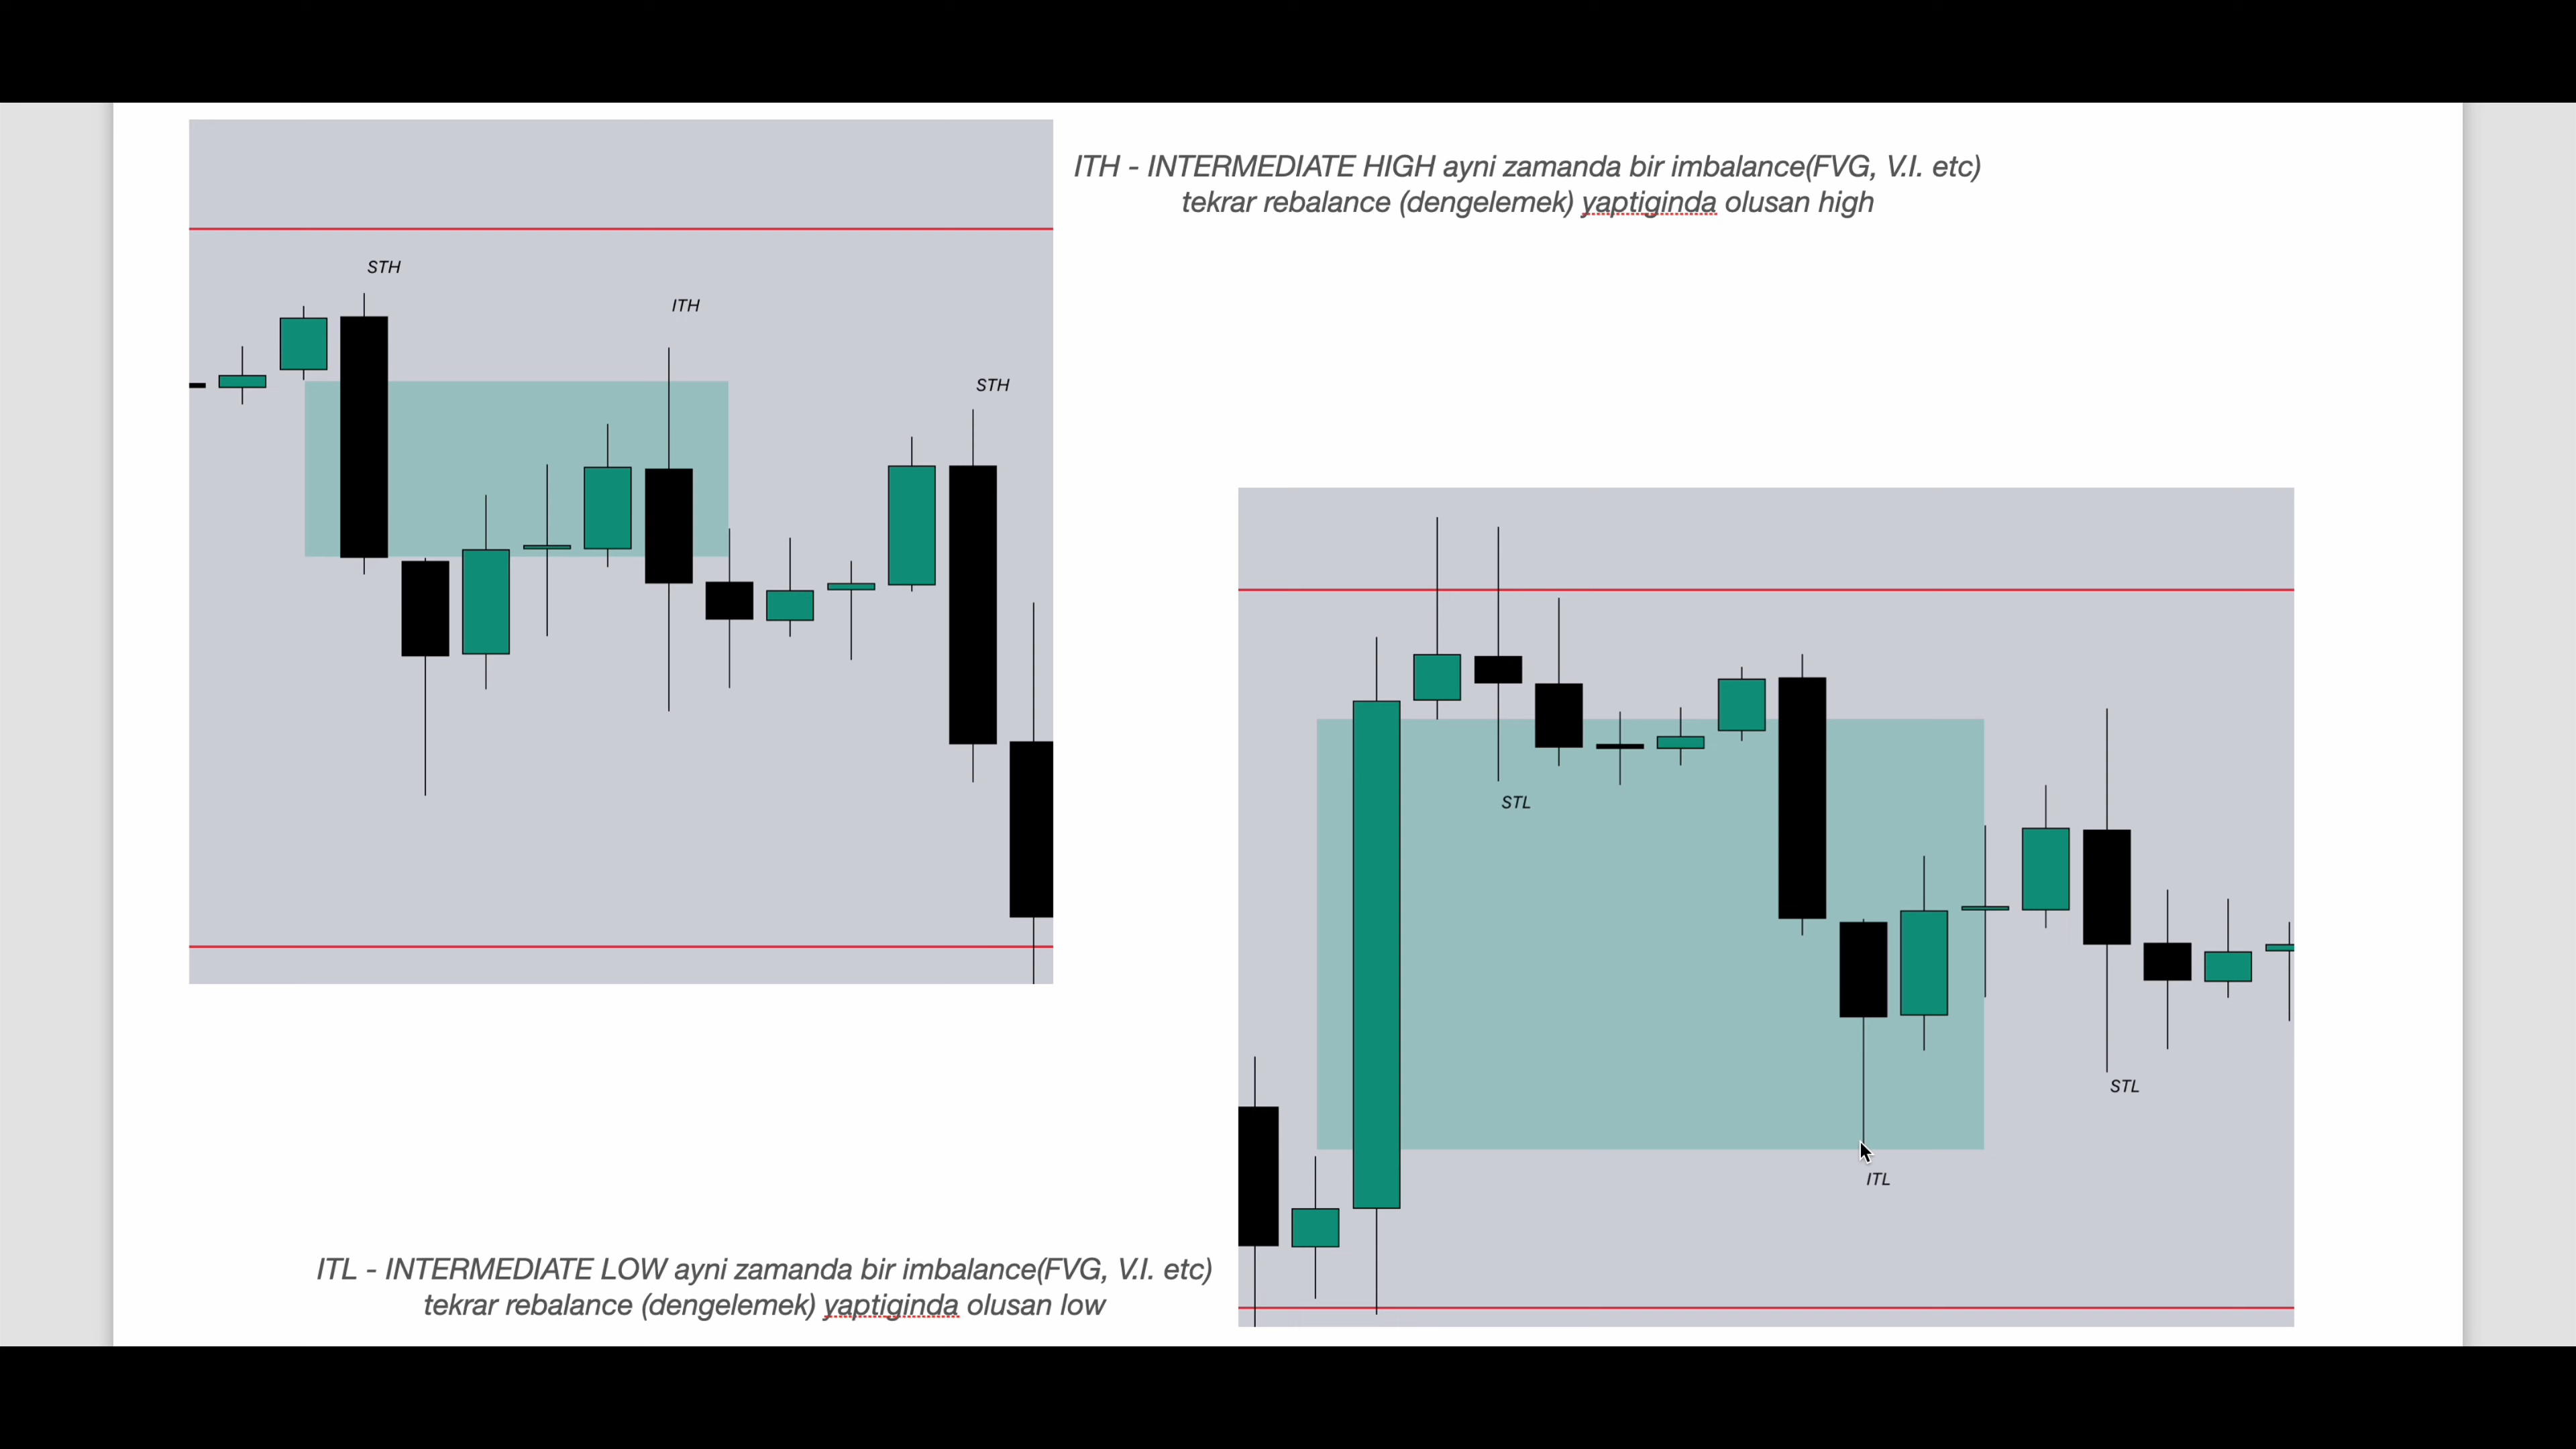 ITH - INTERMEDIATE HIGH ayni zamanda bir imbalance(FVG, V.I. etc)
tekrar rebalance (dengelemek) yaptiginda olusan high
STH
ITH
STH
STL
STL
ITL
ITL - INTERMEDIATE LOW ayni zamanda bir imbalance(FVG, V.I. etc)
tekrar rebalance (dengelemek) yaptiginda olusan low